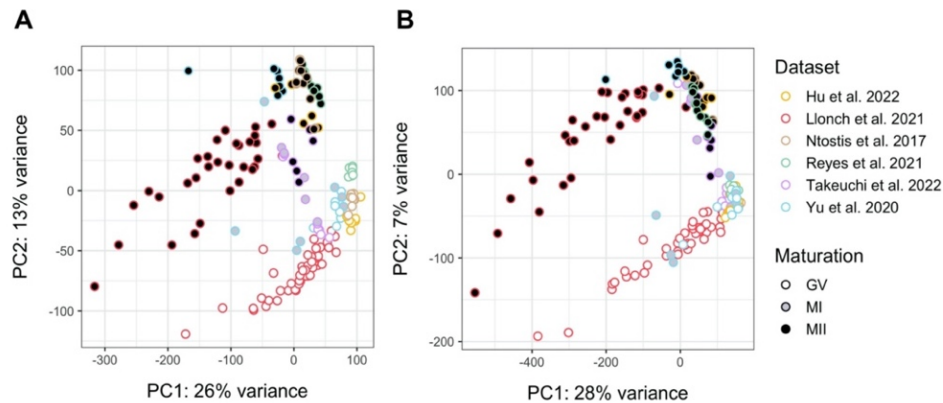 A
PC2: 13% variance
100
50
0
-50
-100
-300
-200
-100
0
100
PC1: 26% variance
B
PC2: 7% variance
100
0
-100
-200
-400
-200
0
PC1: 28% variance
Dataset
Hu et al. 2022
Llonch et al. 2021
Ntostis et al. 2017
Reyes et al. 2021
Takeuchi et al. 2022
Yu et al. 2020
Maturation
GV
MI
MII